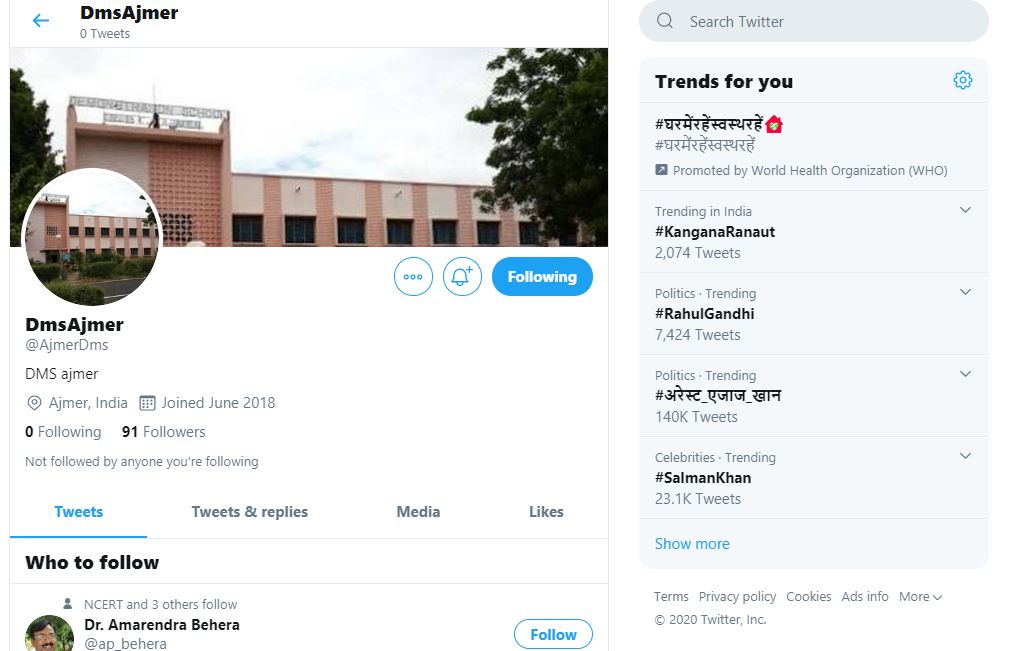 DmsAjmer
0 Tweets
DEMONSTRATION SCHOOL
DmsAjmer
@AjmerDms
DMS ajmer
Ajmer, India Joined June 2018
0 Following 91 Followers
Not followed by anyone you're following
Following
Tweets Tweets & replies Media Likes
Who to follow
NCERT and 3 others follow
Dr. Amarendra Behera
@ap_behera
Follow
Search Twitter
Trends for you
#घरमेंरहेंस्वस्थरहें
#घरमेंरहेंस्वस्थरहें
Promoted by World Health Organization (WHO)
Trending in India
#KanganaRanaut
2,074 Tweets
Politics · Trending
#RahulGandhi
7,424 Tweets
Politics · Trending
#अरेस्ट_एजाज_खान
140K Tweets
Celebrities · Trending
#SalmanKhan
23.1K Tweets
Show more
Terms Privacy policy Cookies Ads info More
© 2020 Twitter, Inc.